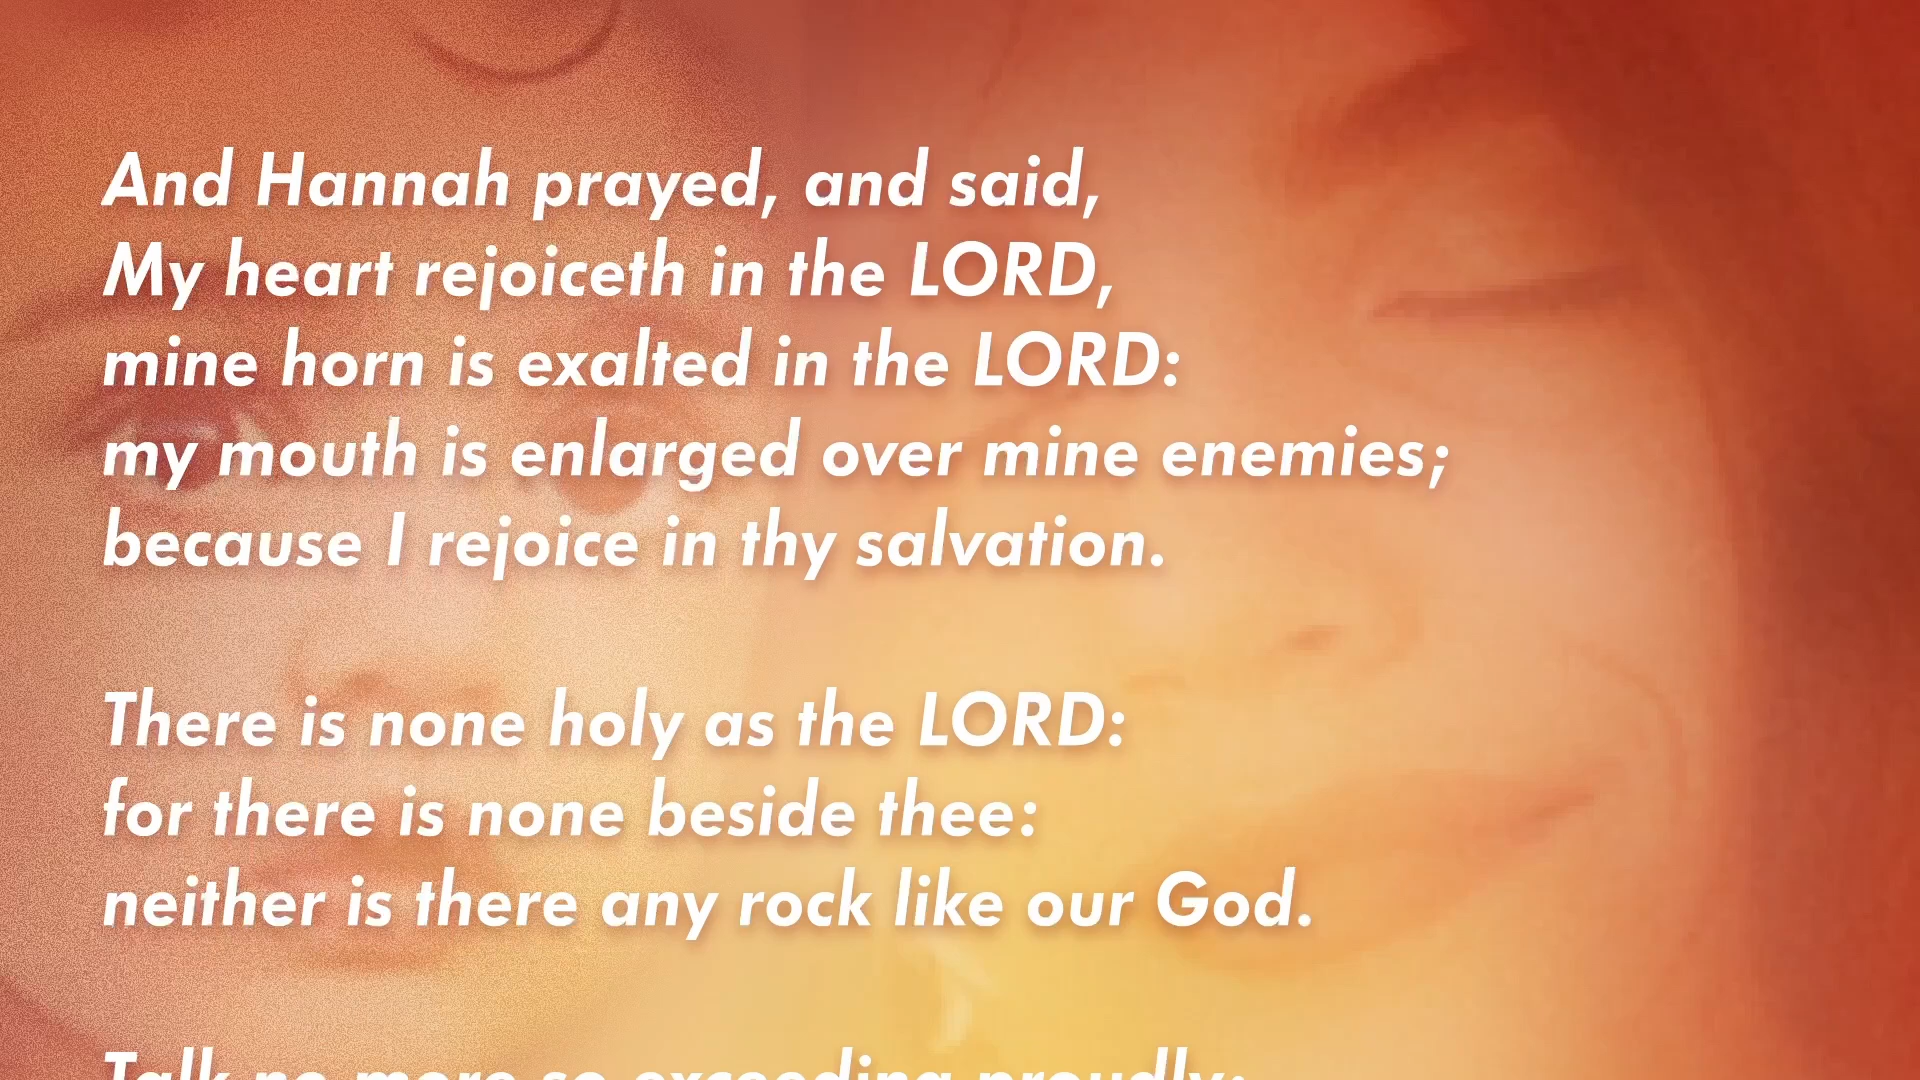 And Hannah prayed, and said,
My heart rejoiceth in the LORD,
mine horn is exalted in the LORD:
my mouth is enlarged over mine enemies;
because I rejoice in thy salvation.
There is none holy as the LORD:
for there is none beside thee:
neither is there any rock like our God.
Talk no more so exceeding proudly;